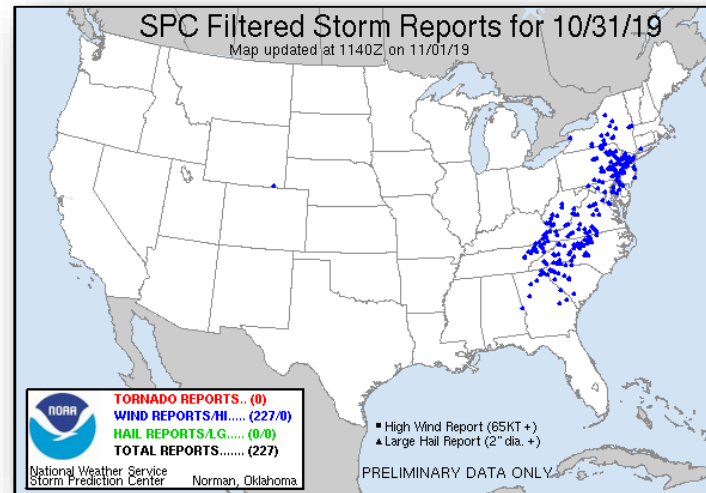 SPC Filtered Storm Reports for 10/31/19
Map updated at 1140Z on 11/01/19
NOAA
TORNADO REPORTS.. (0)
WIND REPORTS/HI..... (227/0)
HAIL REPORTS/LG..... (0/0)
TOTAL REPORTS....... (227)
National Weather Service
Storm Prediction Center Norman, Oklahoma
High Wind Report (65KT +)
Large Hail Report (2" dia. +)
PRELIMINARY DATA ONLY